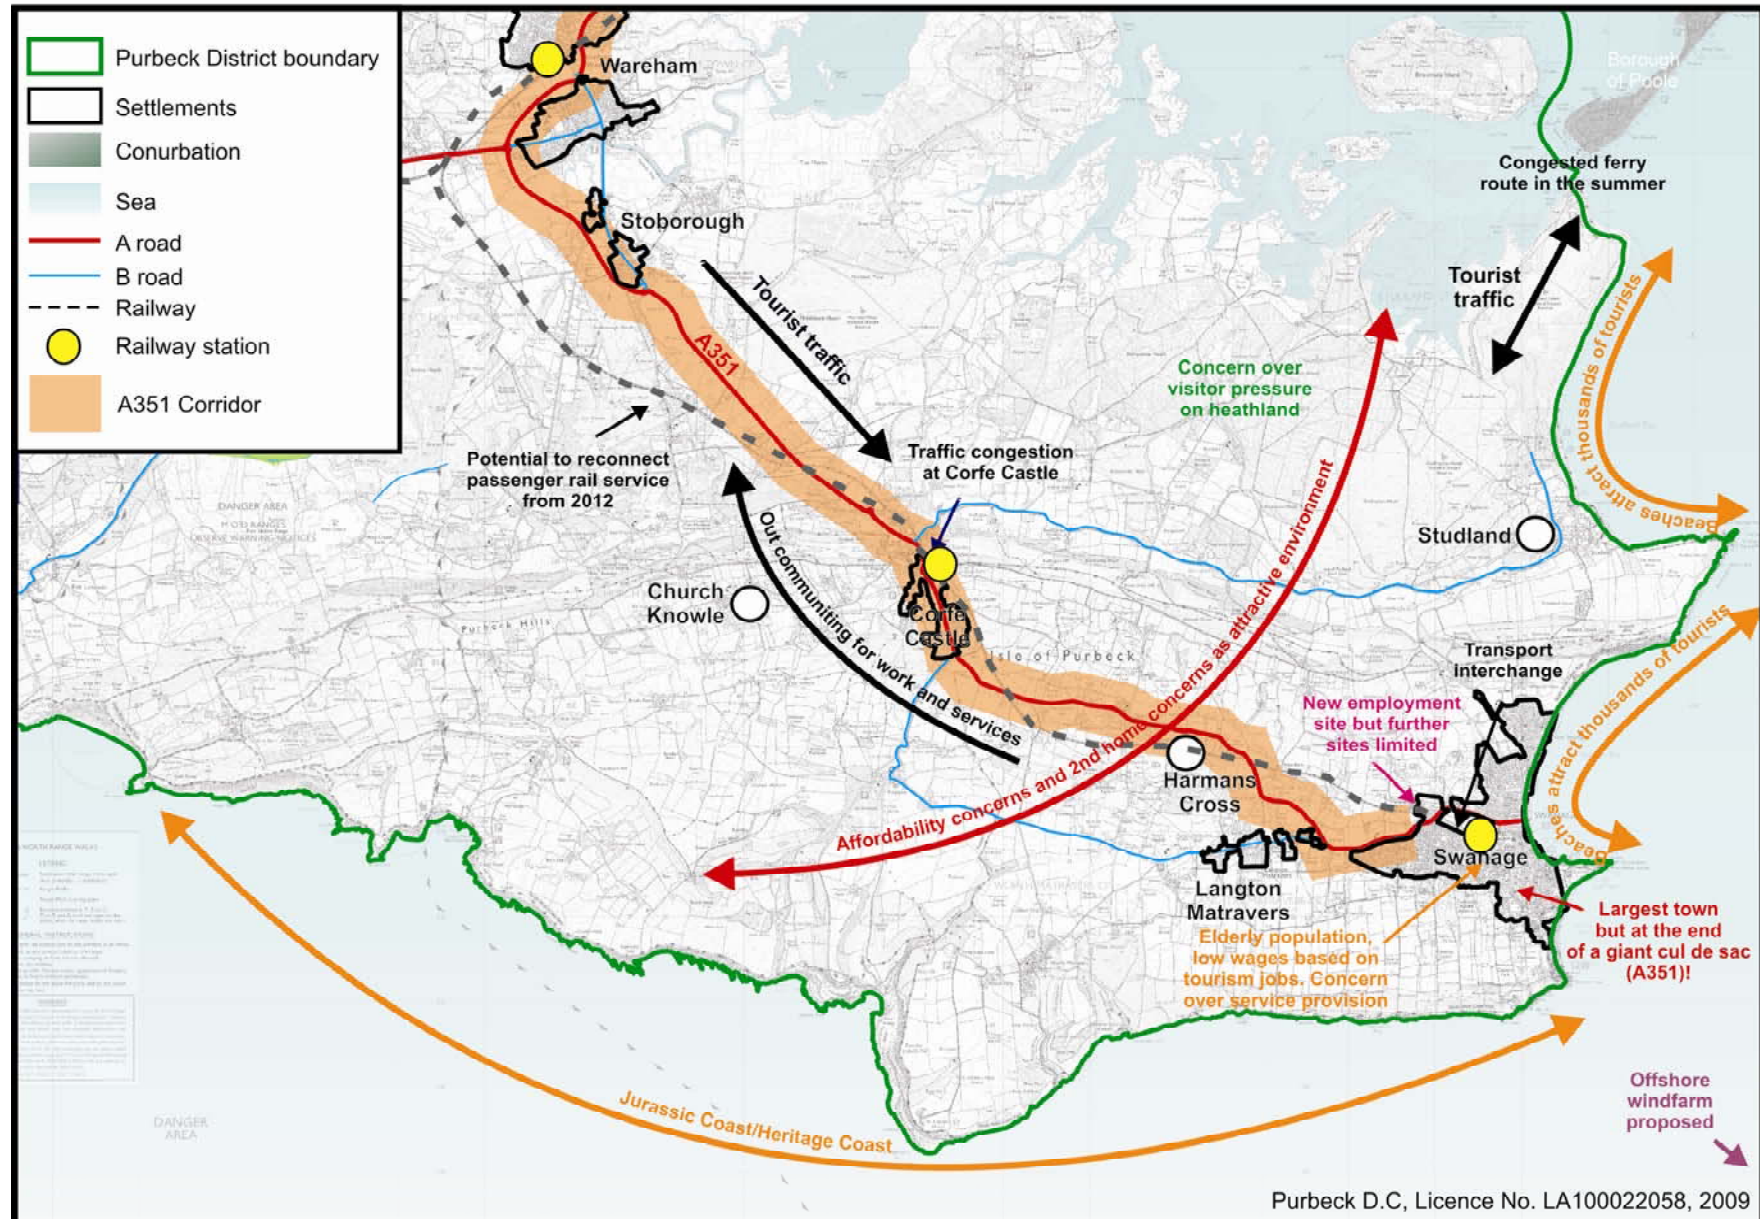 Purbeck District boundary
Settlements
Conurbation
Sea
A road
B road
Railway
Railway station
A351 Corridor
Wareham
Borough
of Poole
Congested ferry
route in the summer
Stoborough
Tourist traffic
Tourist
traffic
A351
Beaches attract thousands of tourists
Concern over
visitor pressure
on heathland
Potential to reconnect
passenger rail service
from 2012
Traffic congestion
at Corfe Castle
DANGER AREA
Out communiting for work and services
Studland
Church
Knowle
Corfe
Castle
Purbeck Hills
Isle of Purbeck
Affordability concerns and 2nd home concerns as attractive environment
Transport
interchange
Beaches attract thousands of tourists
New employment
site but further
sites limited
Harmans
Cross
Swanage
Langton
Matravers
Elderly population,
low wages based on
tourism jobs. Concern
over service provision
Largest town
but at the end
of a giant cul de sac
(A351)!
Jurassic Coast/Heritage Coast
DANGER
AREA
Offshore
windfarm
proposed
Purbeck D.C, Licence No. LA100022058, 2009